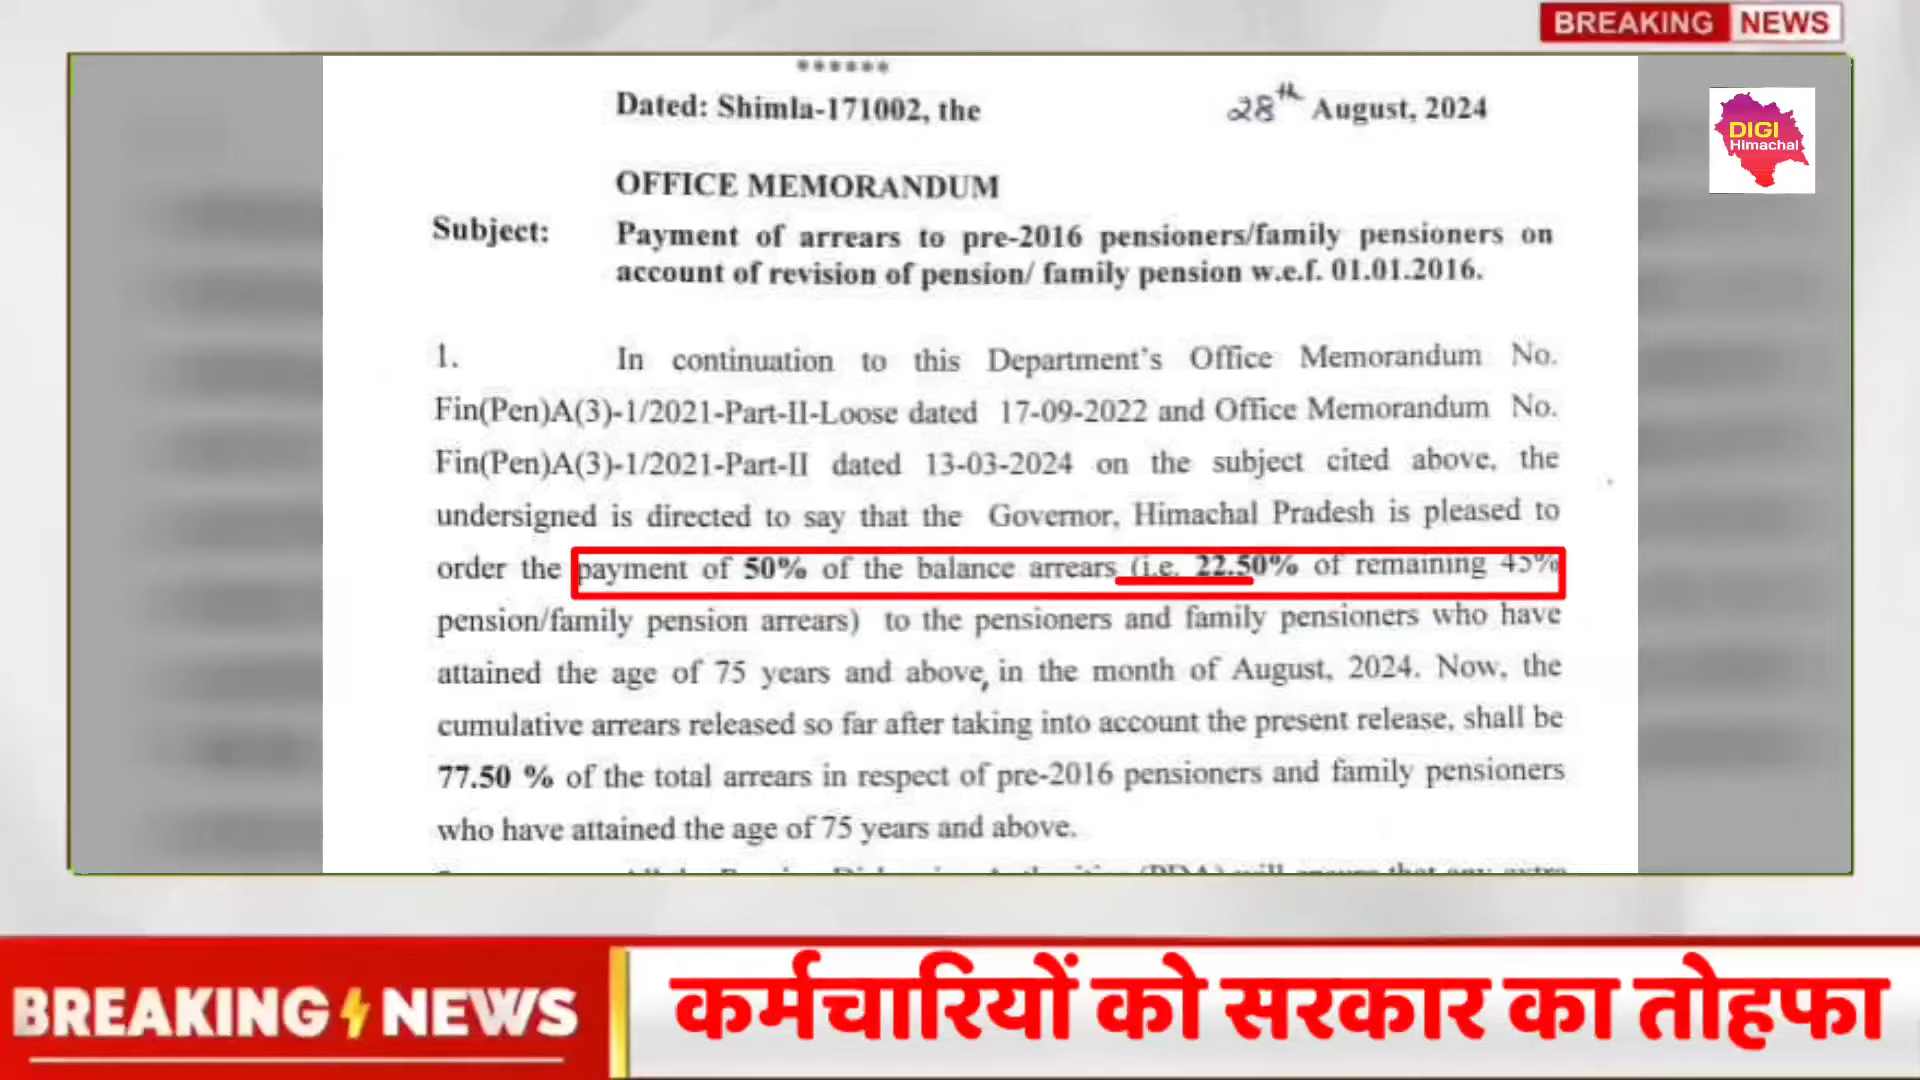 BREAKING NEWS
******
Dated: Shimla-171002, the 28th August, 2024
DIGI
Himachal
OFFICE MEMORANDUM
Subject: Payment of arrears to pre-2016 pensioners/family pensioners on
account of revision of pension/ family pension w.e.f. 01.01.2016.
1. In continuation to this Department's Office Memorandum No.
Fin(Pen)A(3)-1/2021-Part-II-Loose dated 17-09-2022 and Office Memorandum No.
Fin(Pen)A(3)-1/2021-Part-II dated 13-03-2024 on the subject cited above, the
undersigned is directed to say that the Governor, Himachal Pradesh is pleased to
order the payment of 50% of the balance arrears (i.e. 22.50% of remaining 45%
pension/family pension arrears) to the pensioners and family pensioners who have
attained the age of 75 years and above, in the month of August, 2024. Now, the
cumulative arrears released so far after taking into account the present release, shall be
77.50 % of the total arrears in respect of pre-2016 pensioners and family pensioners
who have attained the age of 75 years and above.
BREAKING NEWS
कर्मचारियों को सरकार का तोहफा